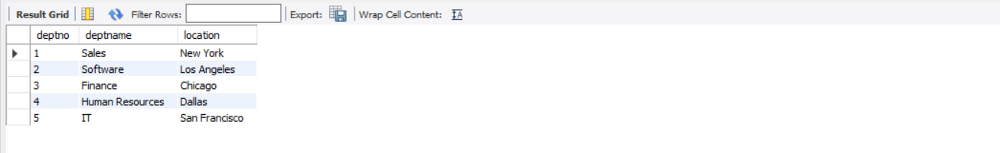 Result Grid Filter Rows: Export: Wrap Cell Content: IA
deptno deptname location
1 Sales New York
2 Software Los Angeles
3 Finance Chicago
4 Human Resources Dallas
5 IT San Francisco